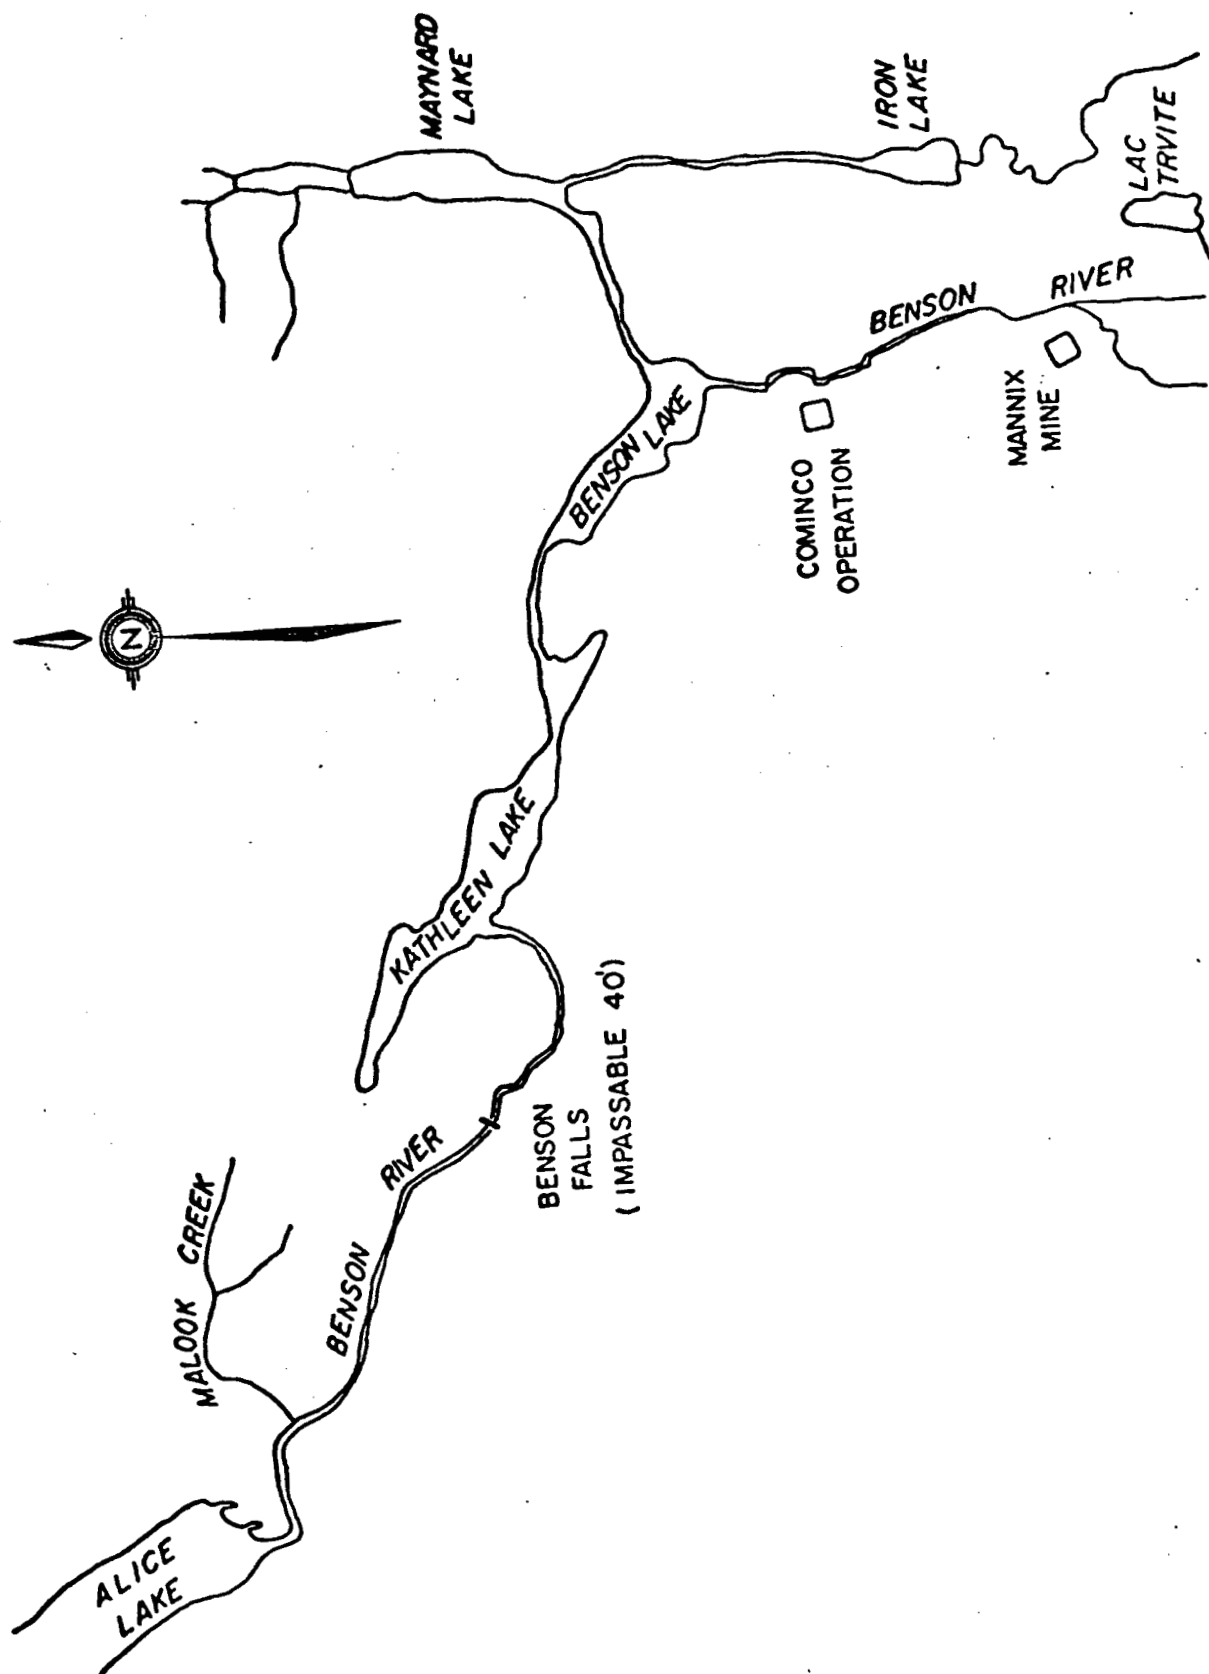 MAYNARD
LAKE
IRON
LAKE
LAC
TRVITE
BENSON RIVER
MANNIX
MINE
COMINCO
OPERATION
BENSON LAKE
N
KATHLEEN LAKE
BENSON
FALLS
(IMPASSABLE 40')
BENSON RIVER
MALOOK CREEK
ALICE
LAKE